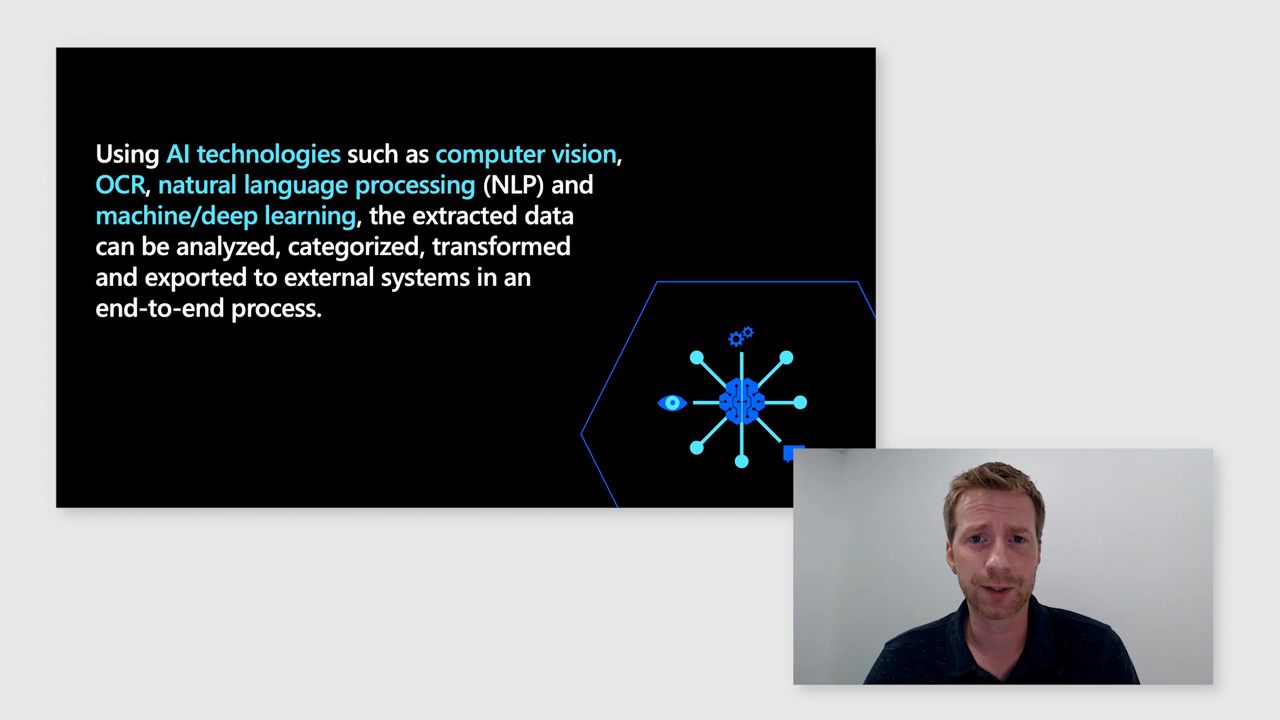 Using AI technologies such as computer vision,
OCR, natural language processing (NLP) and
machine/deep learning, the extracted data
can be analyzed, categorized, transformed
and exported to external systems in an
end-to-end process.